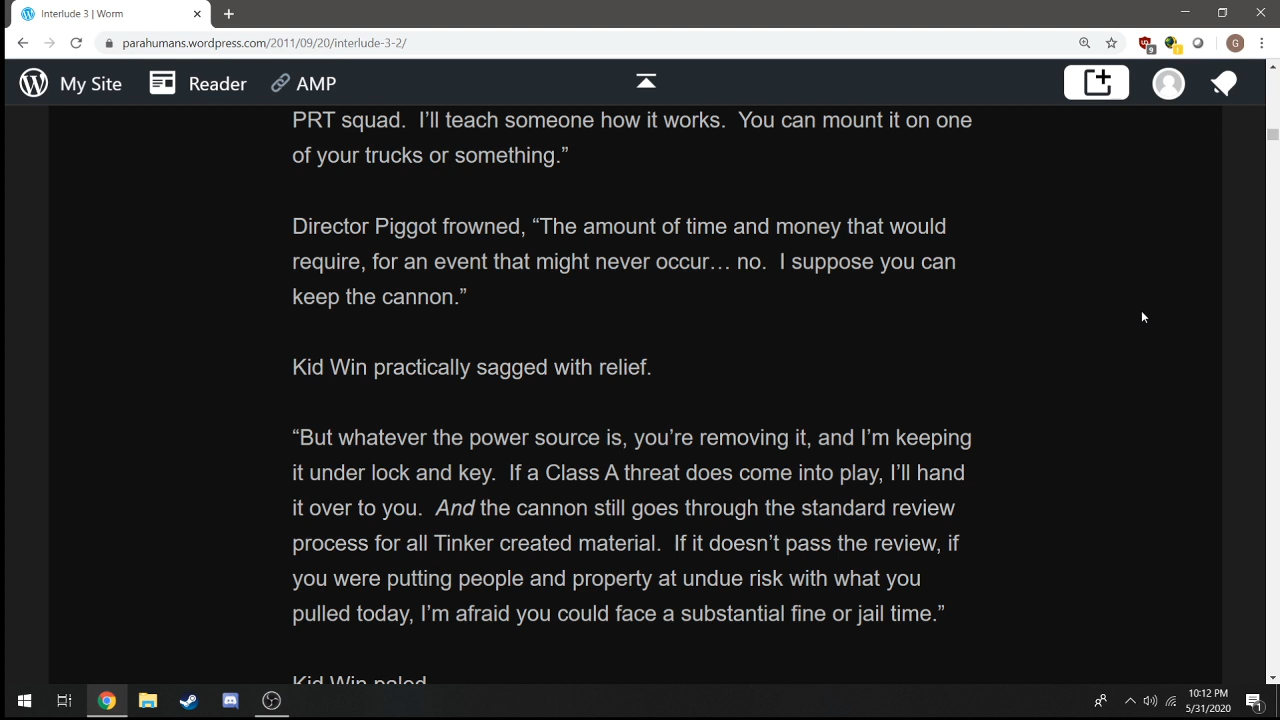 Interlude 3 | Worm
parahumans.wordpress.com/2011/09/20/interlude-3-2/
9
G
My Site
Reader
AMP
PRT squad.  I’ll teach someone how it works.  You can mount it on one
of your trucks or something.”
Director Piggot frowned, “The amount of time and money that would
require, for an event that might never occur… no.  I suppose you can
keep the cannon.”
Kid Win practically sagged with relief.
“But whatever the power source is, you’re removing it, and I’m keeping
it under lock and key.  If a Class A threat does come into play, I’ll hand
it over to you.  And the cannon still goes through the standard review
process for all Tinker created material.  If it doesn’t pass the review, if
you were putting people and property at undue risk with what you
pulled today, I’m afraid you could face a substantial fine or jail time.”
Kid Win paled
10:12 PM
5/31/2020
1